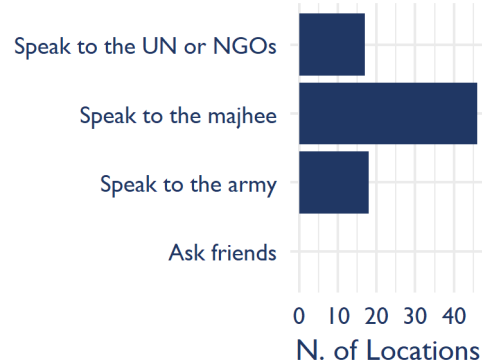 Speak to the UN or NGOs
Speak to the majhee
Speak to the army
Ask friends
0 10 20 30 40
N. of Locations